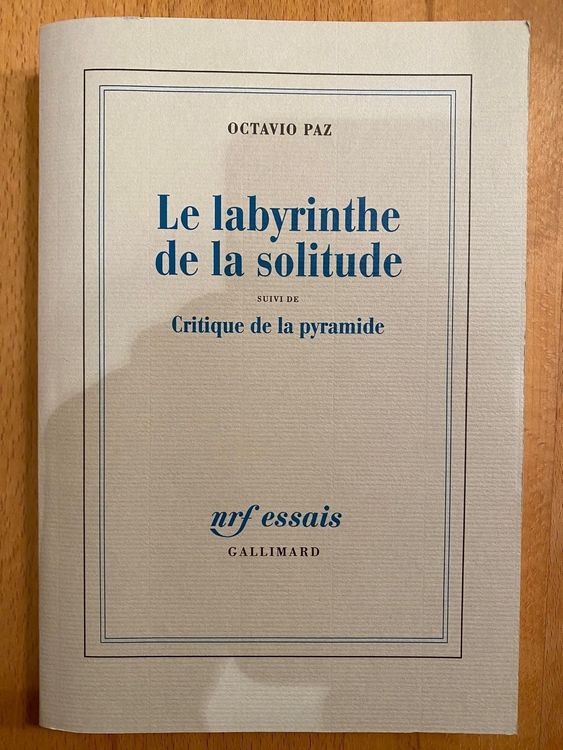 OCTAVIO PAZ
Le labyrinthe
de la solitude
SUIVI DE
Critique de la pyramide
nrf essais
GALLIMARD